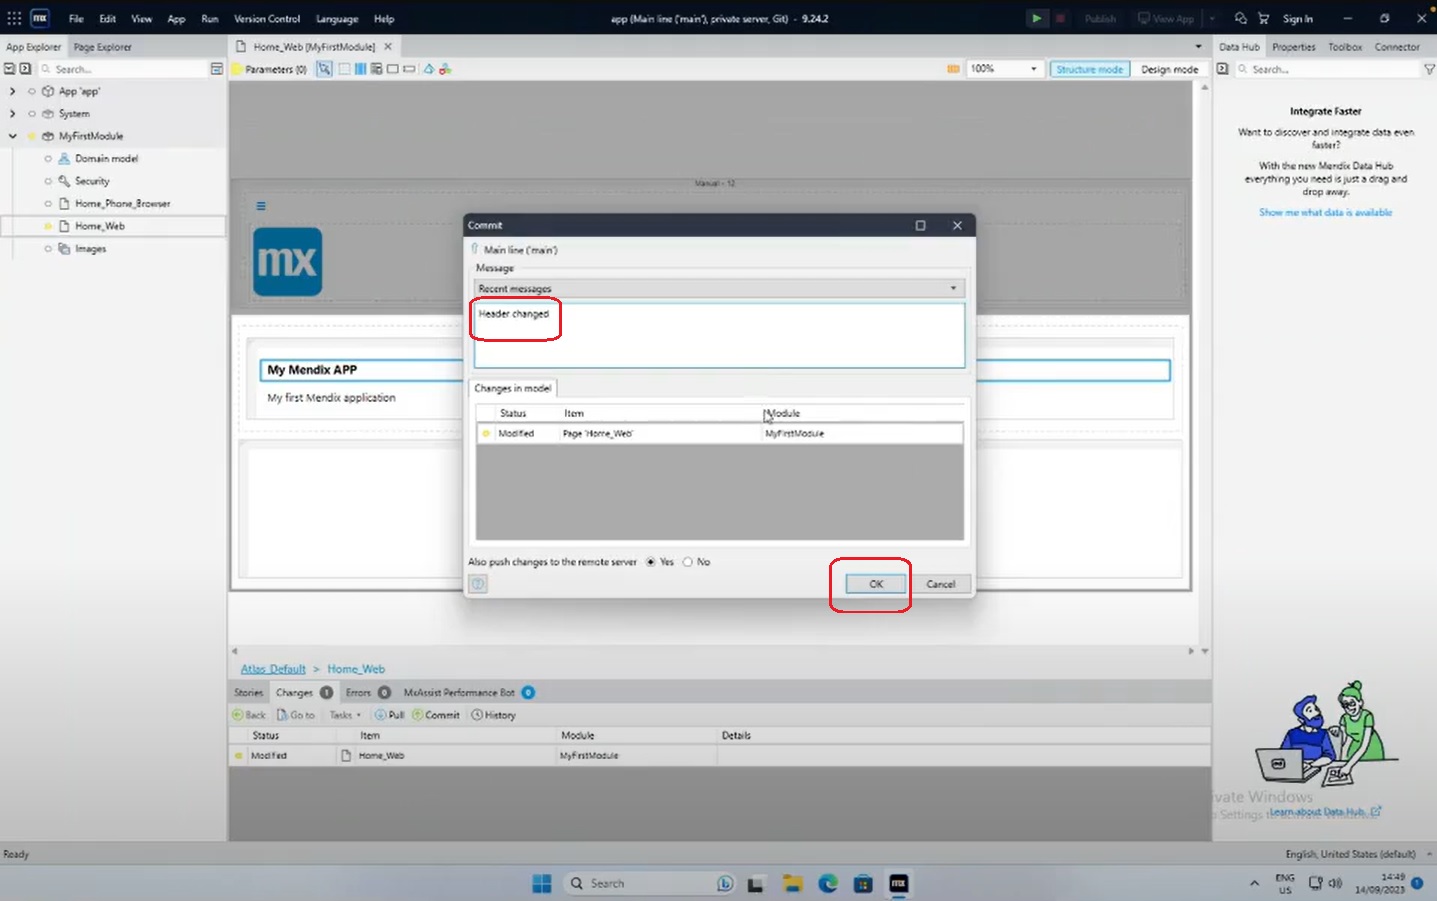 mx File Edit View App Run Version Control Language Help app (Main line ('main'), private server, Git) - 9.24.2 Publish View App Sign In
App Explorer Page Explorer Home_Web [MyFirstModule] Data Hub Properties Toolbox Connector
Search... Parameters (0) 100% Structure mode Design mode Search...
App 'app'
System
MyFirstModule
Domain model
Security
Home_Phone_Browser
Home_Web
Images
Manual - 12
mx
My Mendix APP
My first Mendix application
Commit
Main line ('main')
Message
Recent messages
Header changed
Changes in model
Status Item Module
Modified Page 'Home_Web' MyFirstModule
Also push changes to the remote server Yes No
OK Cancel
Integrate Faster
Want to discover and integrate data even
faster?
With the new Mendix Data Hub
everything you need is just a drag and
drop away.
Show me what data is available
Atlas_Default > Home_Web
Stories Changes 1 Errors 0 MxAssist Performance Bot 0
Back Go to Tasks Pull Commit History
Status Item Module Details
Modified Home_Web MyFirstModule
vate Windows
Settings t
Learn about Data Hub
Ready English, United States (default)
Search mx ENG
US 14:49
14/09/2023 1